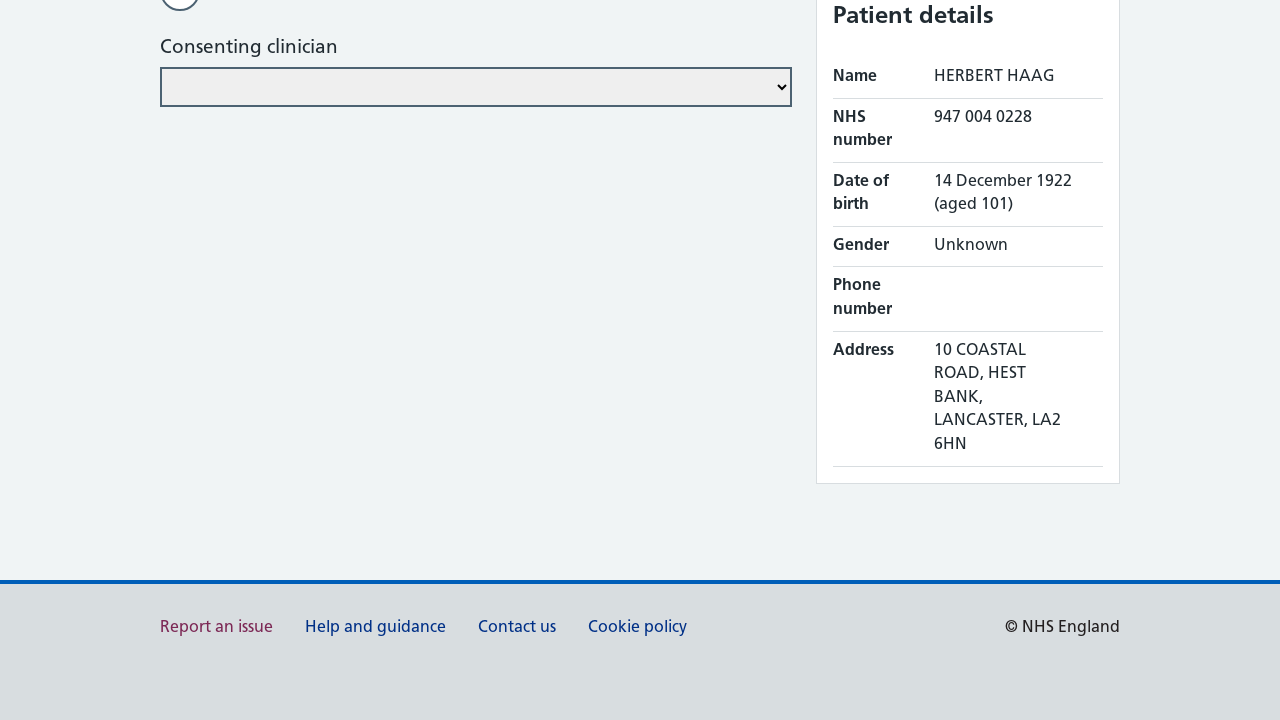 Consenting clinician
Patient details
Name HERBERT HAAG
NHS number 947 004 0228
Date of birth 14 December 1922 (aged 101)
Gender Unknown
Phone number
Address 10 COASTAL
ROAD, HEST
BANK,
LANCASTER, LA2
6HN
Report an issue Help and guidance Contact us Cookie policy © NHS England